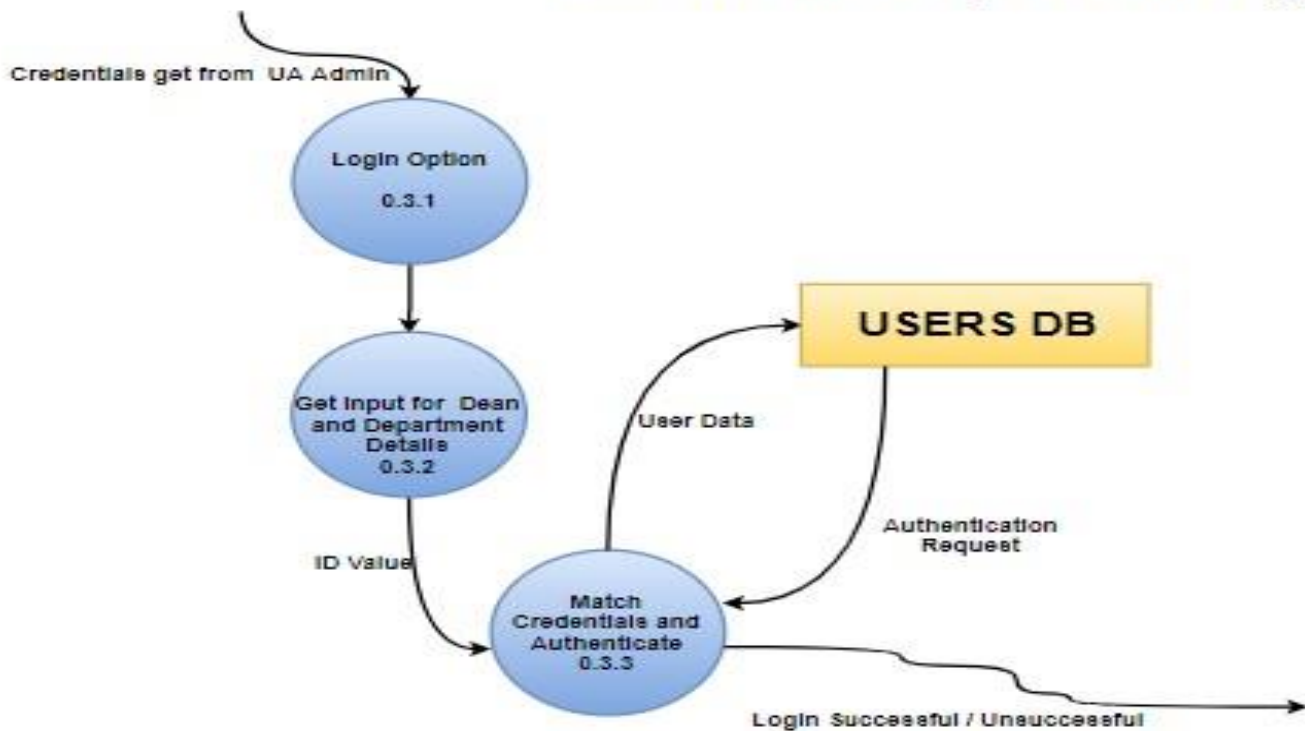 Credentials get from UA Admin
Login Option
0.3.1
Get Input for Dean
and Department
Details
0.3.2
ID Value
USERS DB
User Data
Authentication
Request
Match
Credentials and
Authenticate
0.3.3
Login Successful / Unsuccessful